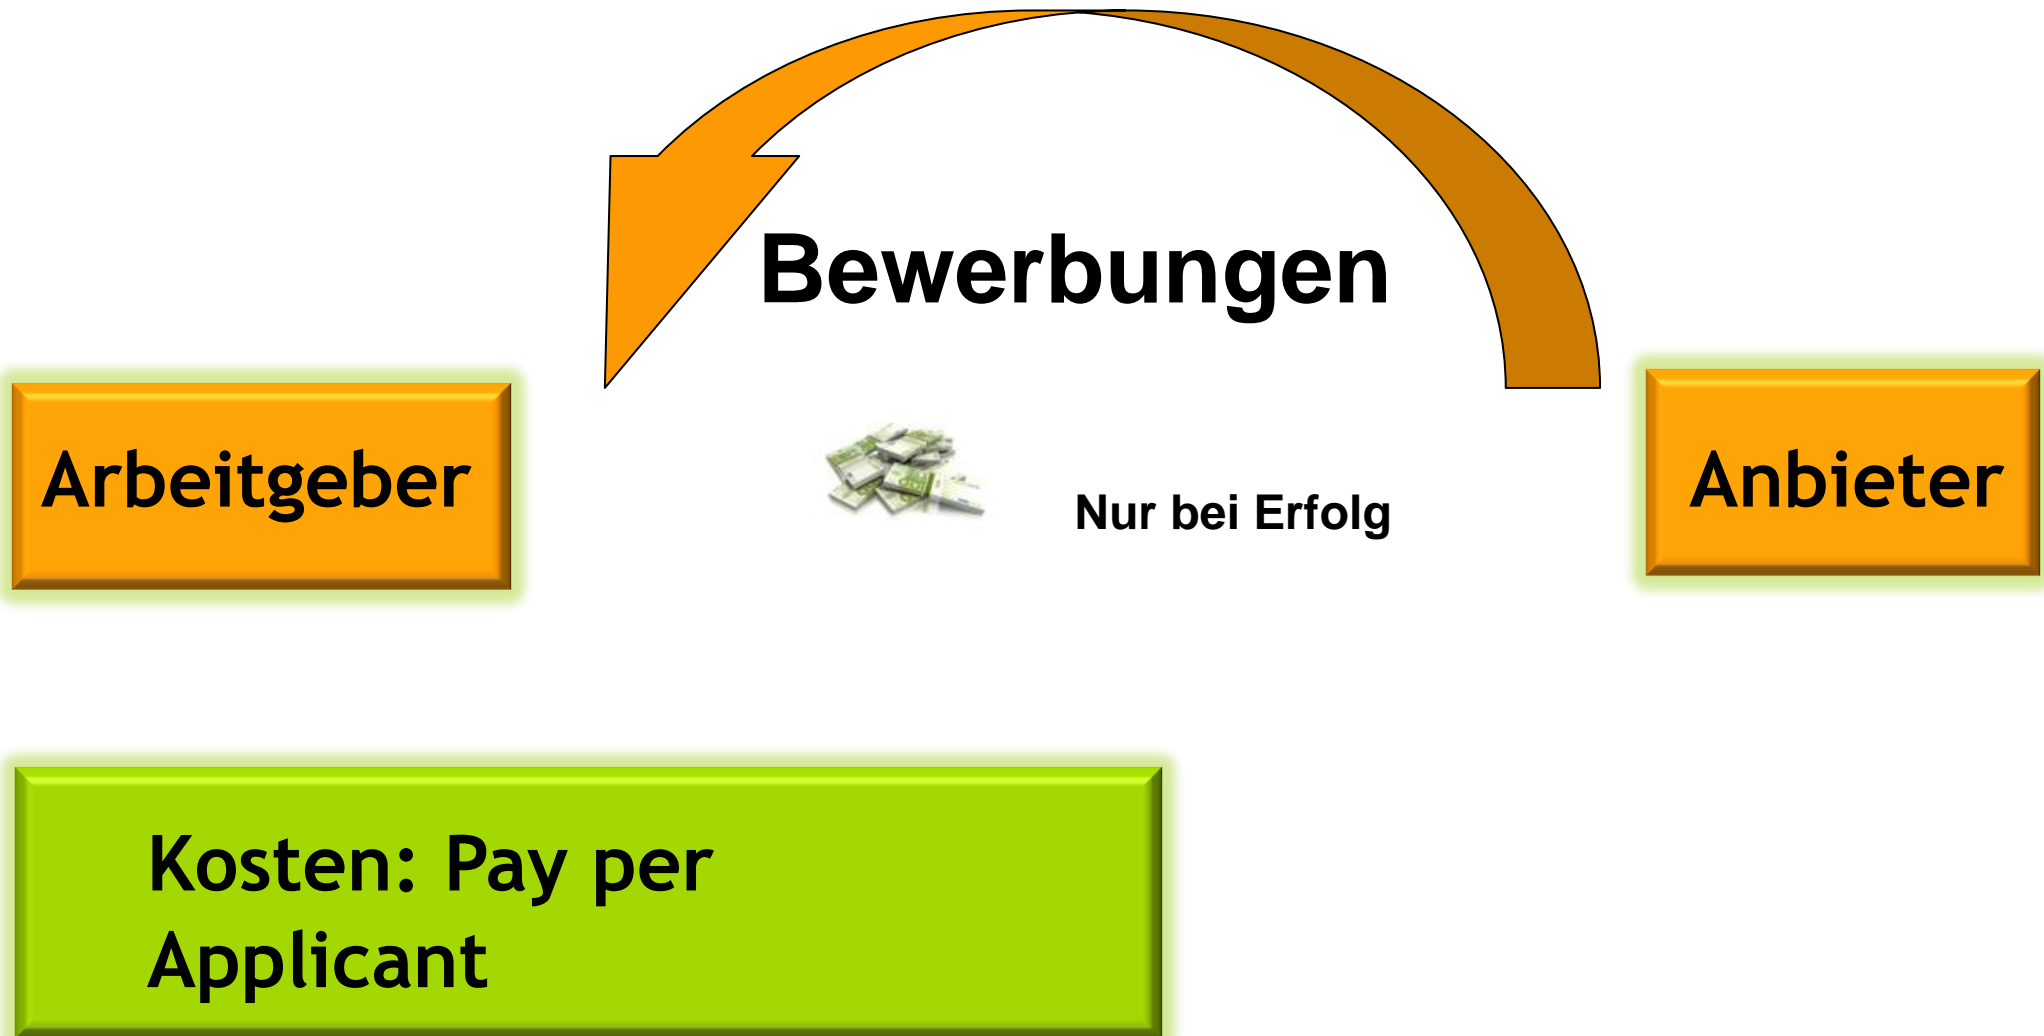 Bewerbungen
Arbeitgeber
Nur bei Erfolg
Anbieter
Kosten: Pay per
Applicant